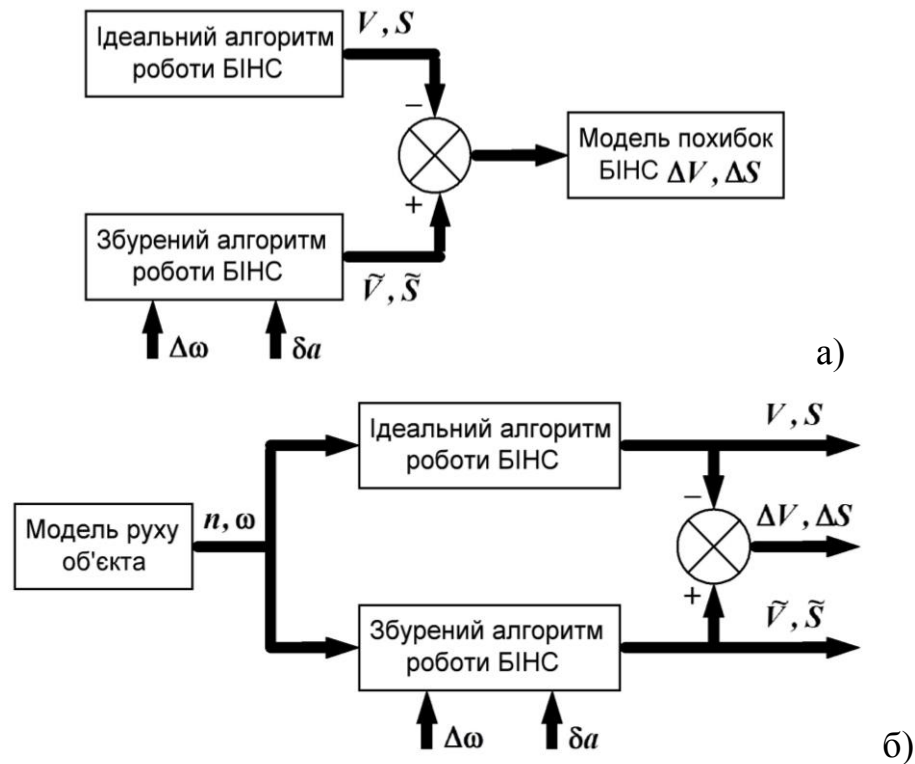 V, S
Ідеальний алгоритм
роботи БІНС
−
Модель похибок
БІНС ΔV, ΔS
+
Збурений алгоритм
роботи БІНС
Ṽ, S̃
Δω
δa
а)
V, S
Ідеальний алгоритм
роботи БІНС
−
n, ω
ΔV, ΔS
Модель руху
об'єкта
+
Ṽ, S̃
Збурений алгоритм
роботи БІНС
Δω
δa
б)